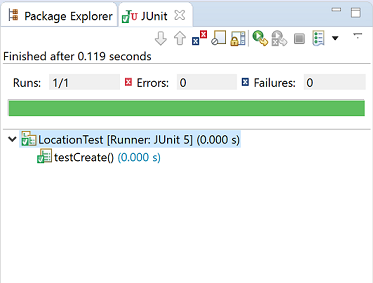 Package Explorer JUnit
Finished after 0.119 seconds
Runs: 1/1 Errors: 0 Failures: 0
LocationTest [Runner: JUnit 5] (0.000 s)
testCreate() (0.000 s)